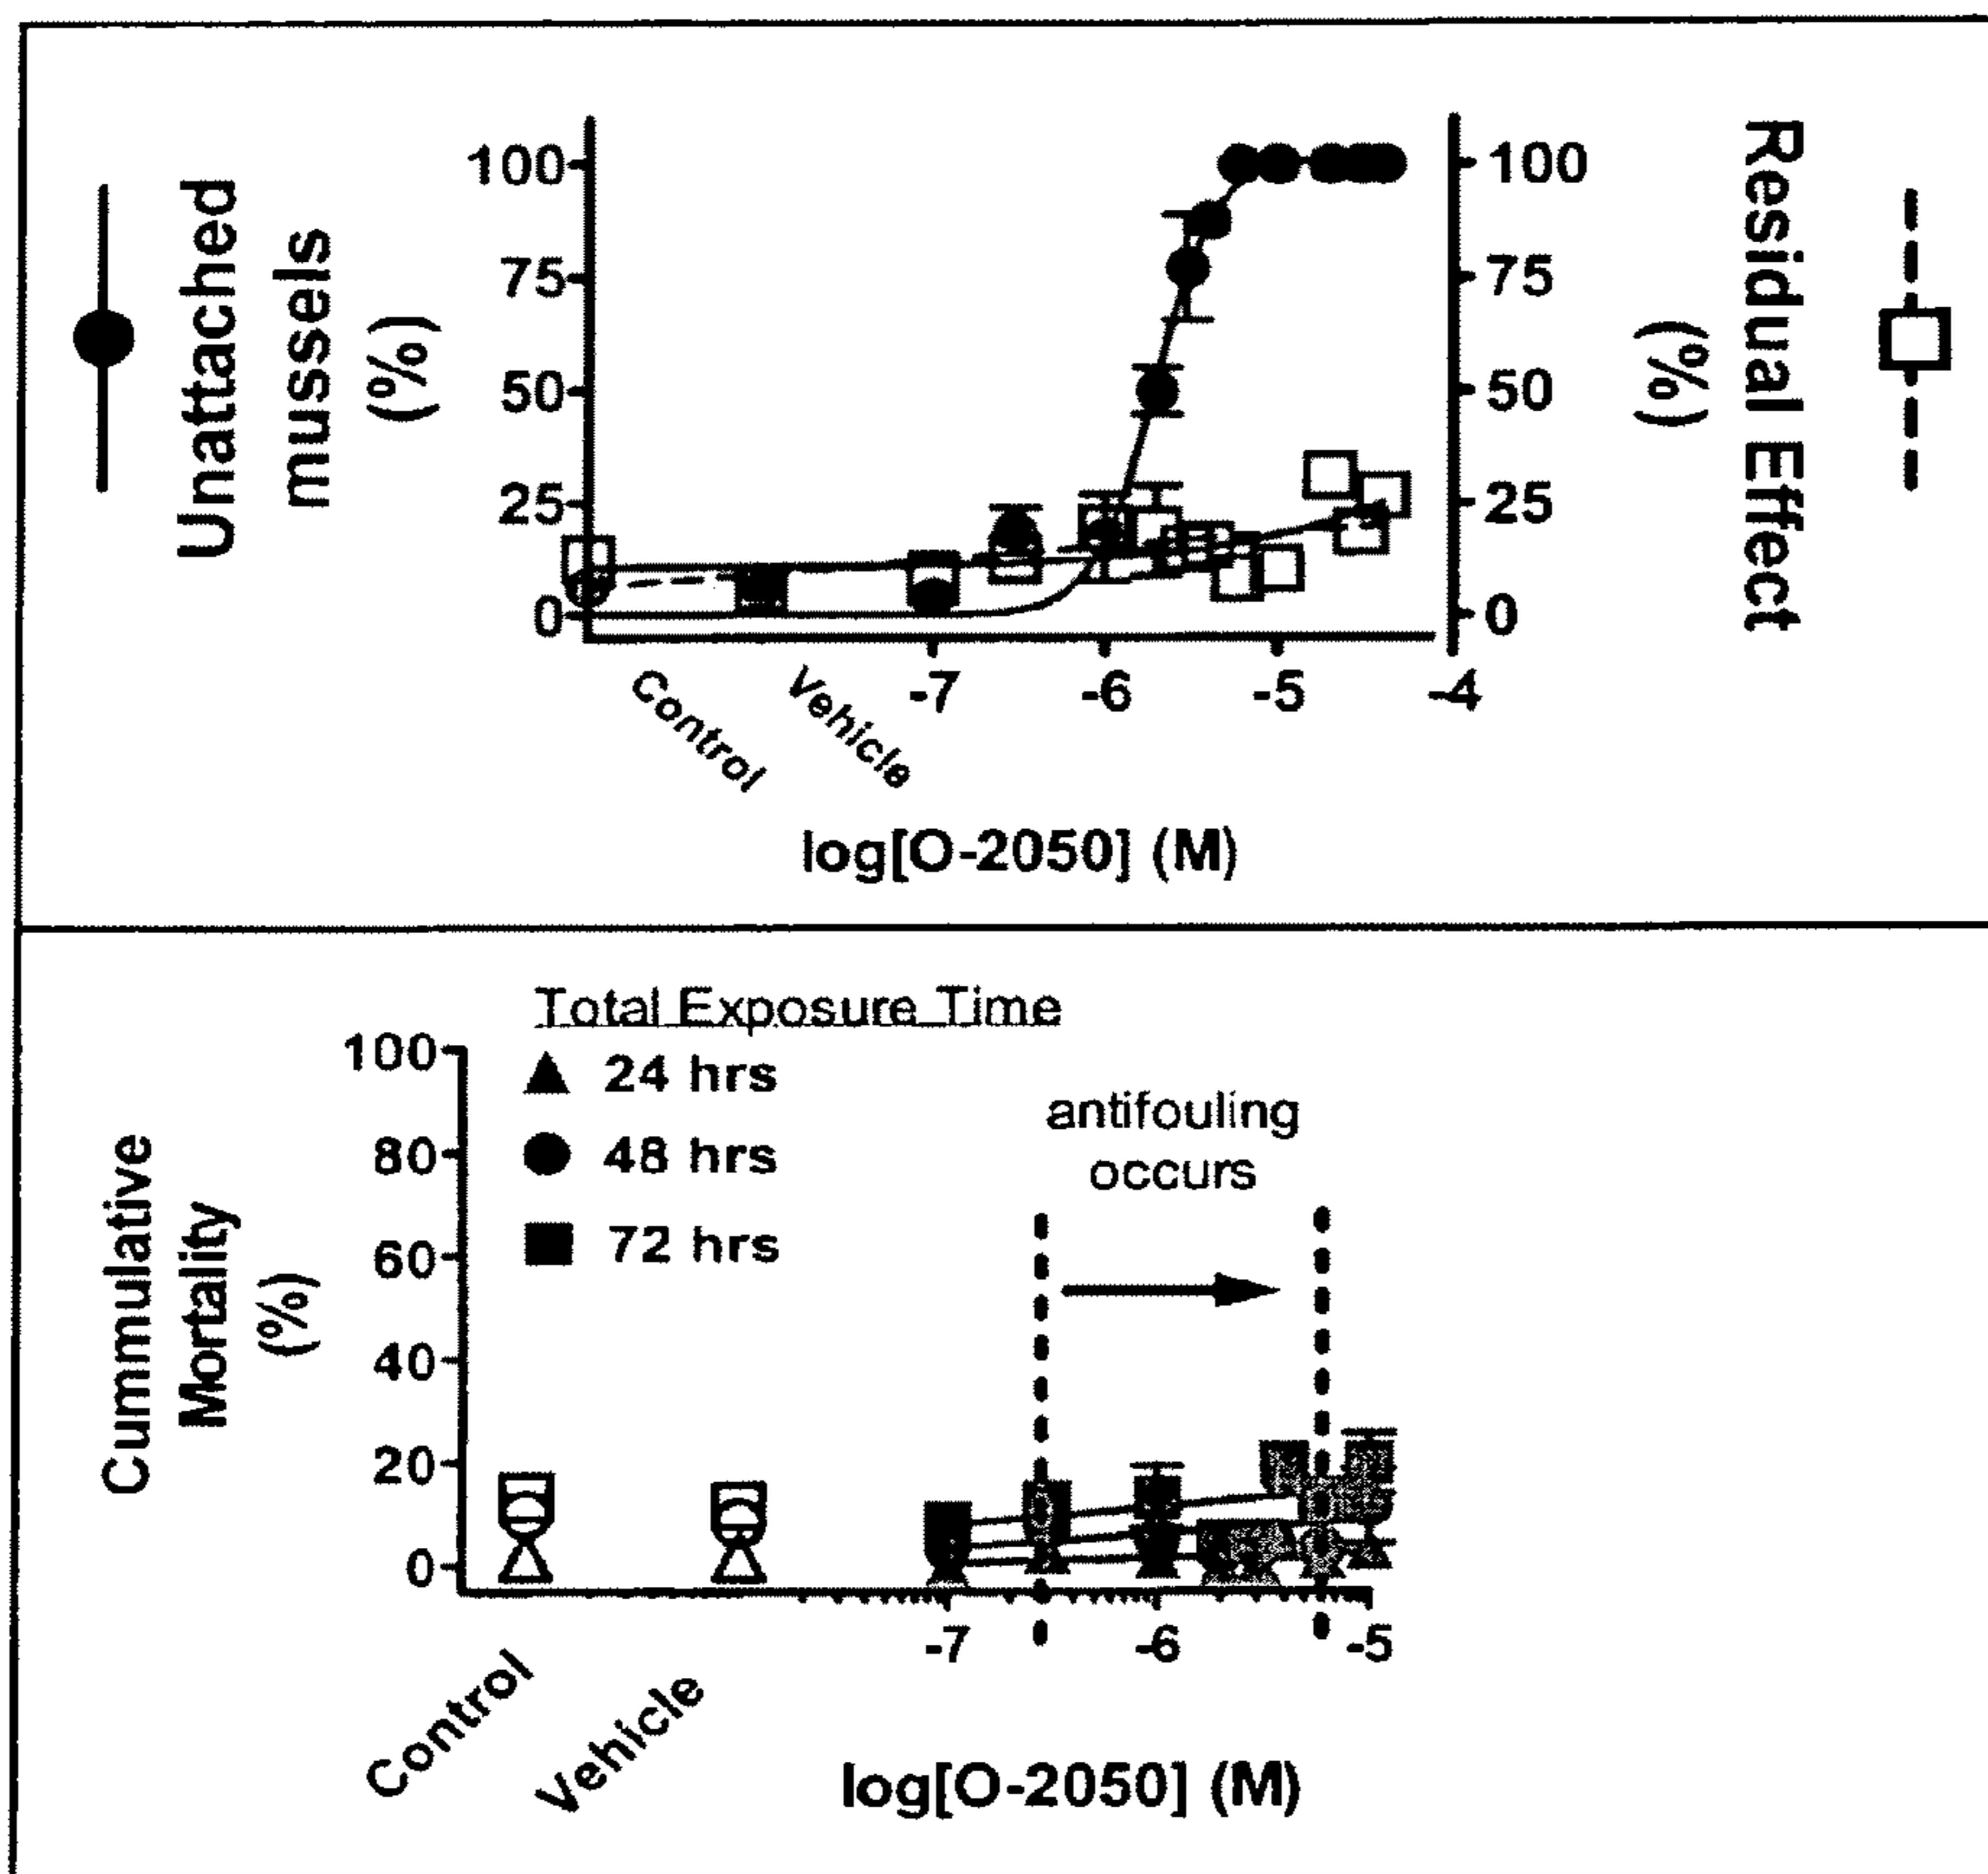 Unattached
mussels
(%)
100
75
50
25
0
100
75
50
25
0
Residual Effect
(%)
Control
Vehicle
-7
-6
-5
-4
log[O-2050] (M)
Total Exposure Time
24 hrs
48 hrs
72 hrs
antifouling
occurs
Cummulative
Mortality
(%)
100
80
60
40
20
0
-7
-6
-5
Control
Vehicle
log[O-2050] (M)